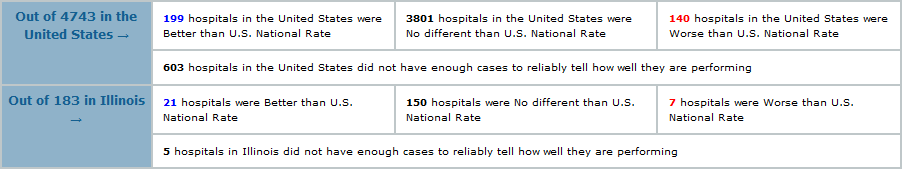 Out of 4743 in the
United States →
199 hospitals in the United States were
Better than U.S. National Rate
3801 hospitals in the United States were
No different than U.S. National Rate
140 hospitals in the United States were
Worse than U.S. National Rate
603 hospitals in the United States did not have enough cases to reliably tell how well they are performing
Out of 183 in Illinois
→
21 hospitals were Better than U.S.
National Rate
150 hospitals were No different than U.S.
National Rate
7 hospitals were Worse than U.S.
National Rate
5 hospitals in Illinois did not have enough cases to reliably tell how well they are performing